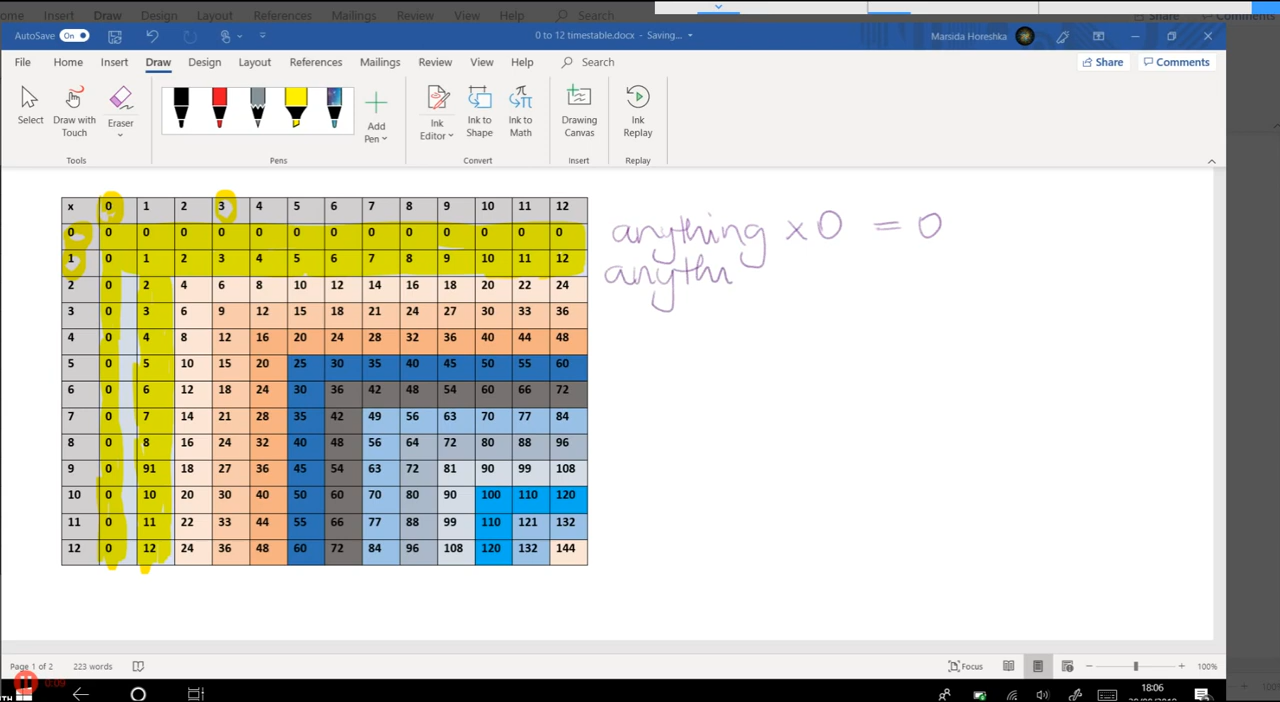 ome Insert Draw Design Layout References Mailings Review View Help Search Share Comments
AutoSave On 0 to 12 timestable.docx - Saving... Marsida Horeshka
File Home Insert Draw Design Layout References Mailings Review View Help Search Share Comments
Select Draw with Touch Eraser Add Pen Ink Editor Ink to Shape Ink to Math Drawing Canvas Ink Replay
Tools Pens Convert Insert Replay
x 0 1 2 3 4 5 6 7 8 9 10 11 12
0 0 0 0 0 0 0 0 0 0 0 0 0 0
1 0 1 2 3 4 5 6 7 8 9 10 11 12
2 0 2 4 6 8 10 12 14 16 18 20 22 24
3 0 3 6 9 12 15 18 21 24 27 30 33 36
4 0 4 8 12 16 20 24 28 32 36 40 44 48
5 0 5 10 15 20 25 30 35 40 45 50 55 60
6 0 6 12 18 24 30 36 42 48 54 60 66 72
7 0 7 14 21 28 35 42 49 56 63 70 77 84
8 0 8 16 24 32 40 48 56 64 72 80 88 96
9 0 91 18 27 36 45 54 63 72 81 90 99 108
10 0 10 20 30 40 50 60 70 80 90 100 110 120
11 0 11 22 33 44 55 66 77 88 99 110 121 132
12 0 12 24 36 48 60 72 84 96 108 120 132 144
anything x 0 = 0
anythi
Page 1 of 2 223 words Focus 100%
0:09
18:06